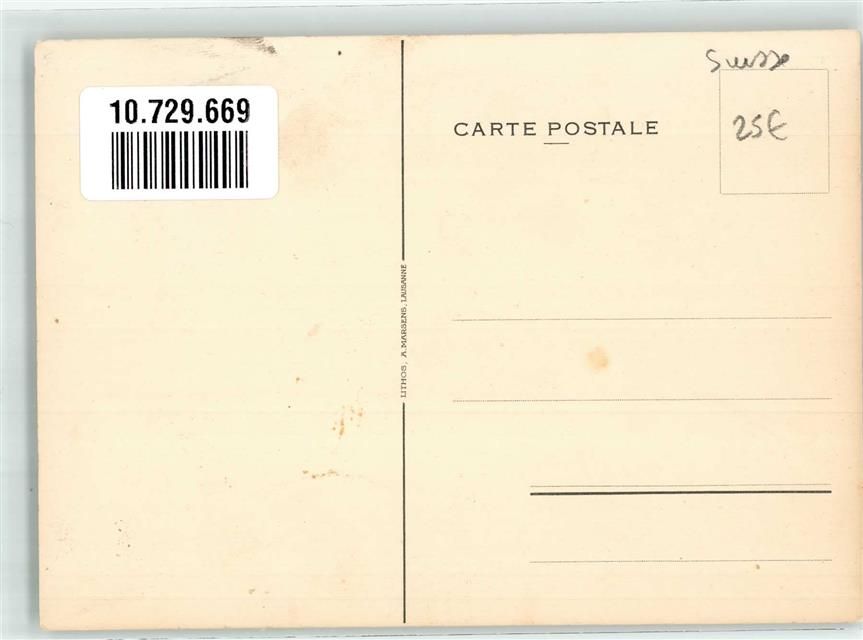 10.729.669
Suisse
CARTE POSTALE
25€
LITHOS, A. MARSENS, LAUSANNE